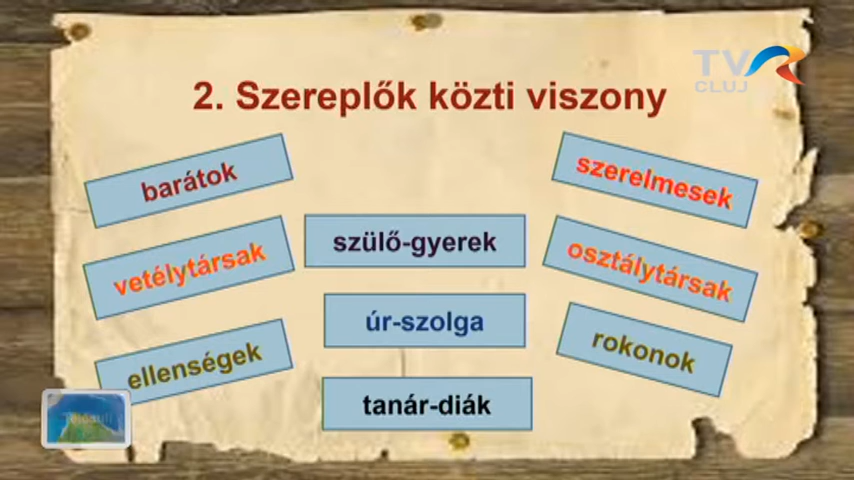 TVR
CLUJ
2. Szereplők közti viszony
barátok
szerelmesek
vetélytársak
szülő-gyerek
osztálytársak
úr-szolga
ellenségek
rokonok
tanár-diák